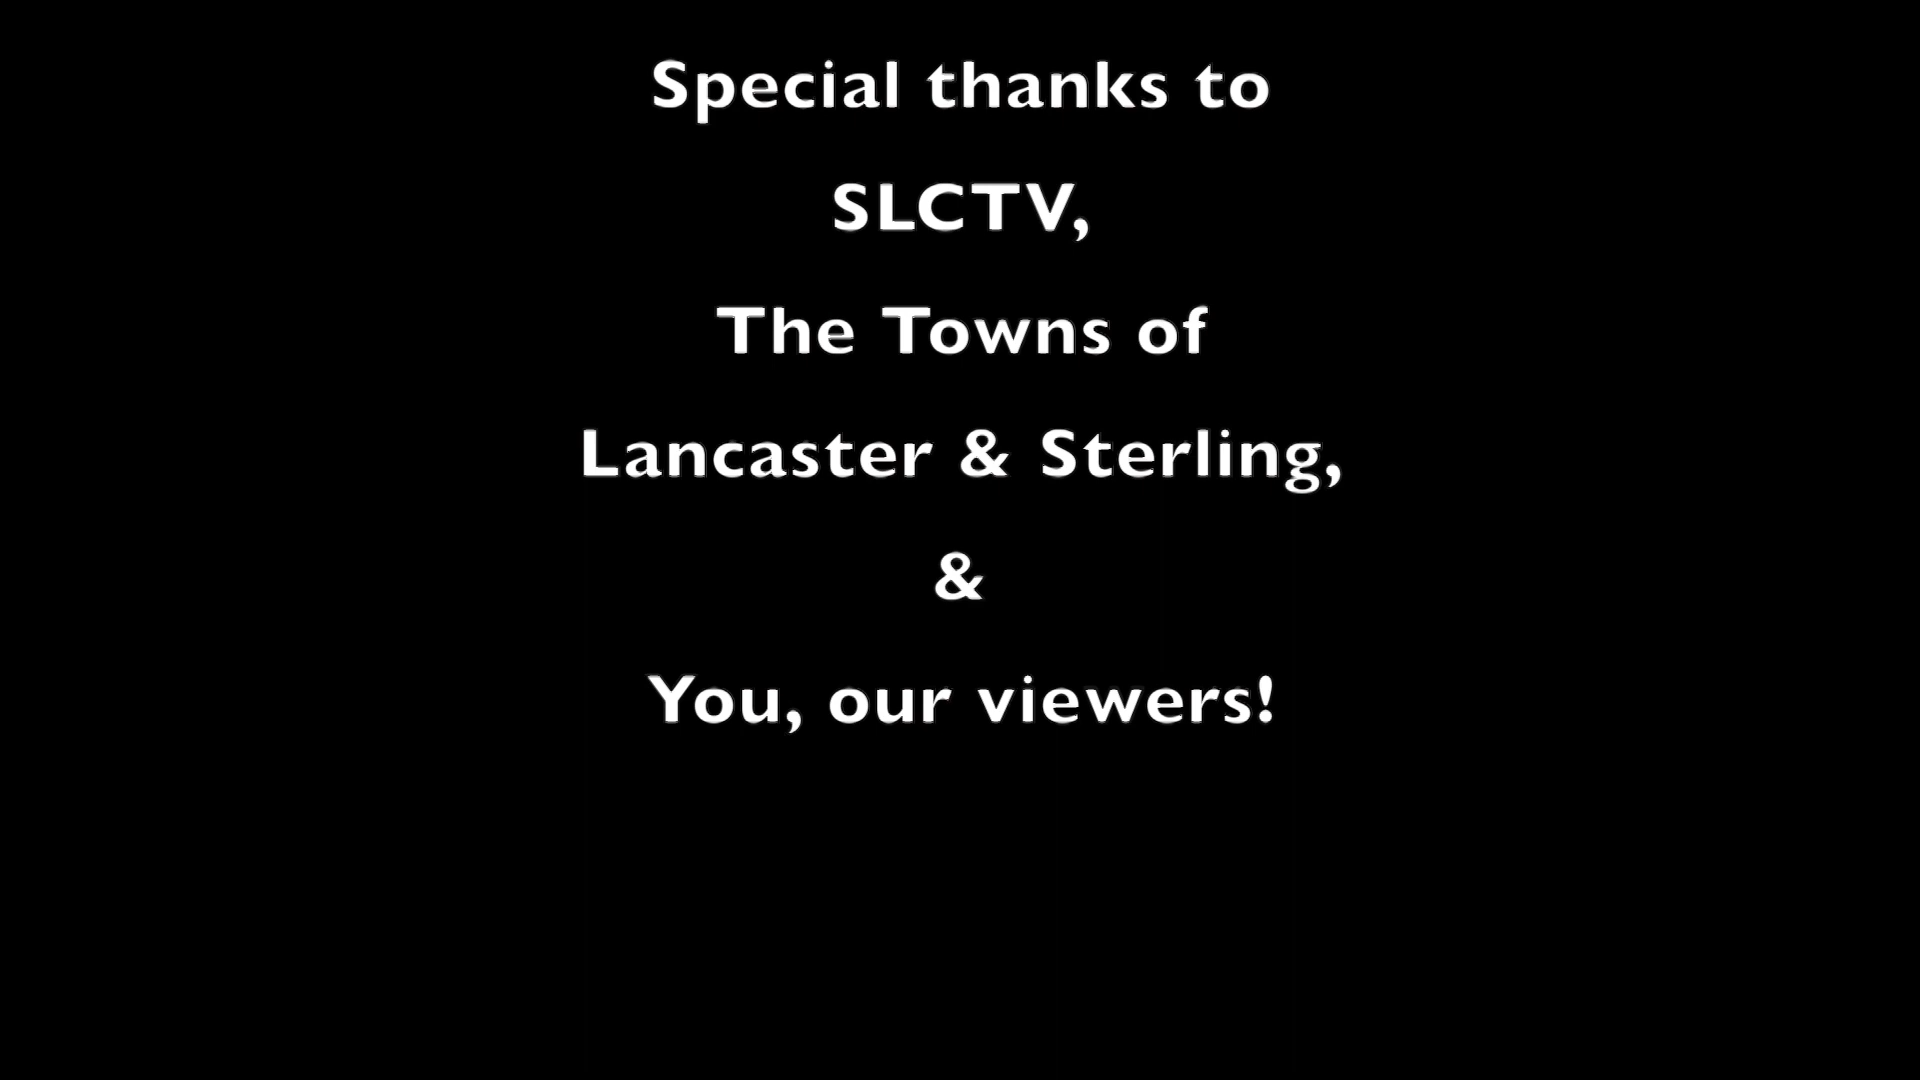 Special thanks to
SLCTV,
The Towns of
Lancaster & Sterling,
&
You, our viewers!